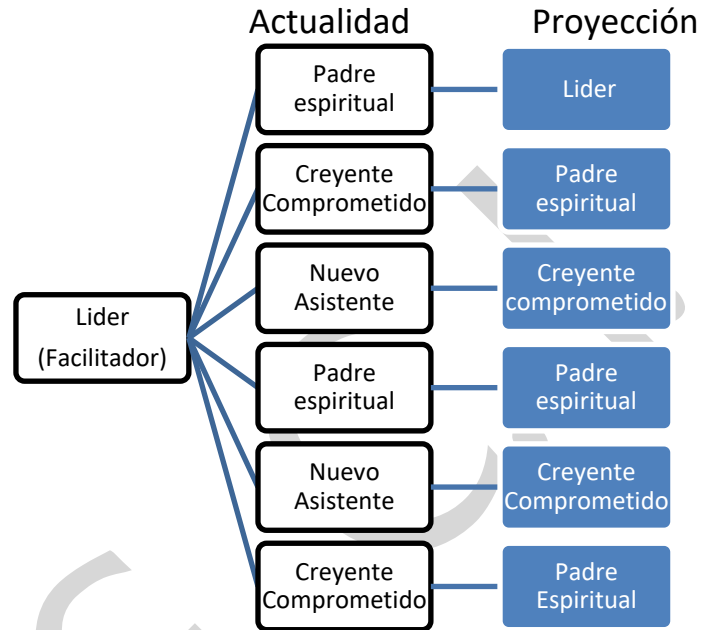 Actualidad Proyección
Padre
espiritual
Lider
Creyente
Comprometido
Padre
espiritual
Nuevo
Asistente
Creyente
comprometido
Lider
(Facilitador)
Padre
espiritual
Padre
espiritual
Nuevo
Asistente
Creyente
Comprometido
Creyente
Comprometido
Padre
Espiritual